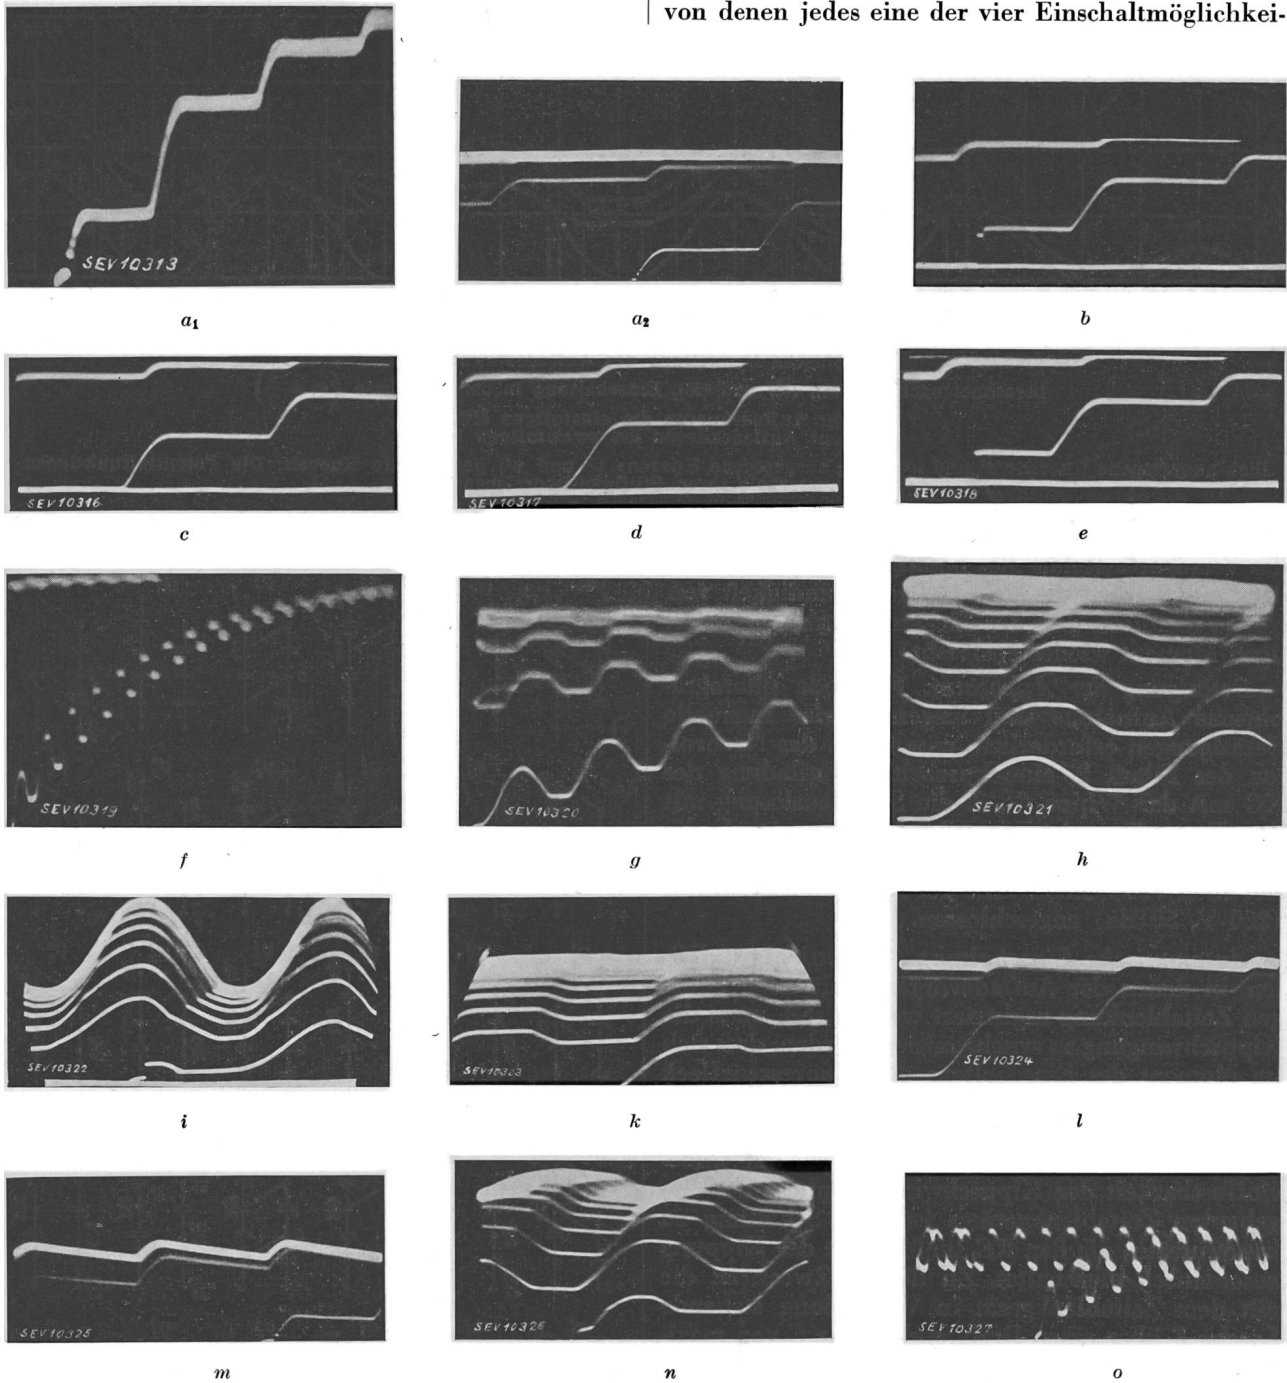 von denen jedes eine der vier Einschaltmöglichkei-
SEV10313
a₁
a₂
b
SEV10316
c
SEV10317
d
SEV10318
e
SEV10319
f
SEV10320
g
SEV10321
h
SEV10322
i
SEV10323
k
SEV10324
l
SEV10325
m
SEV10326
n
SEV10327
o